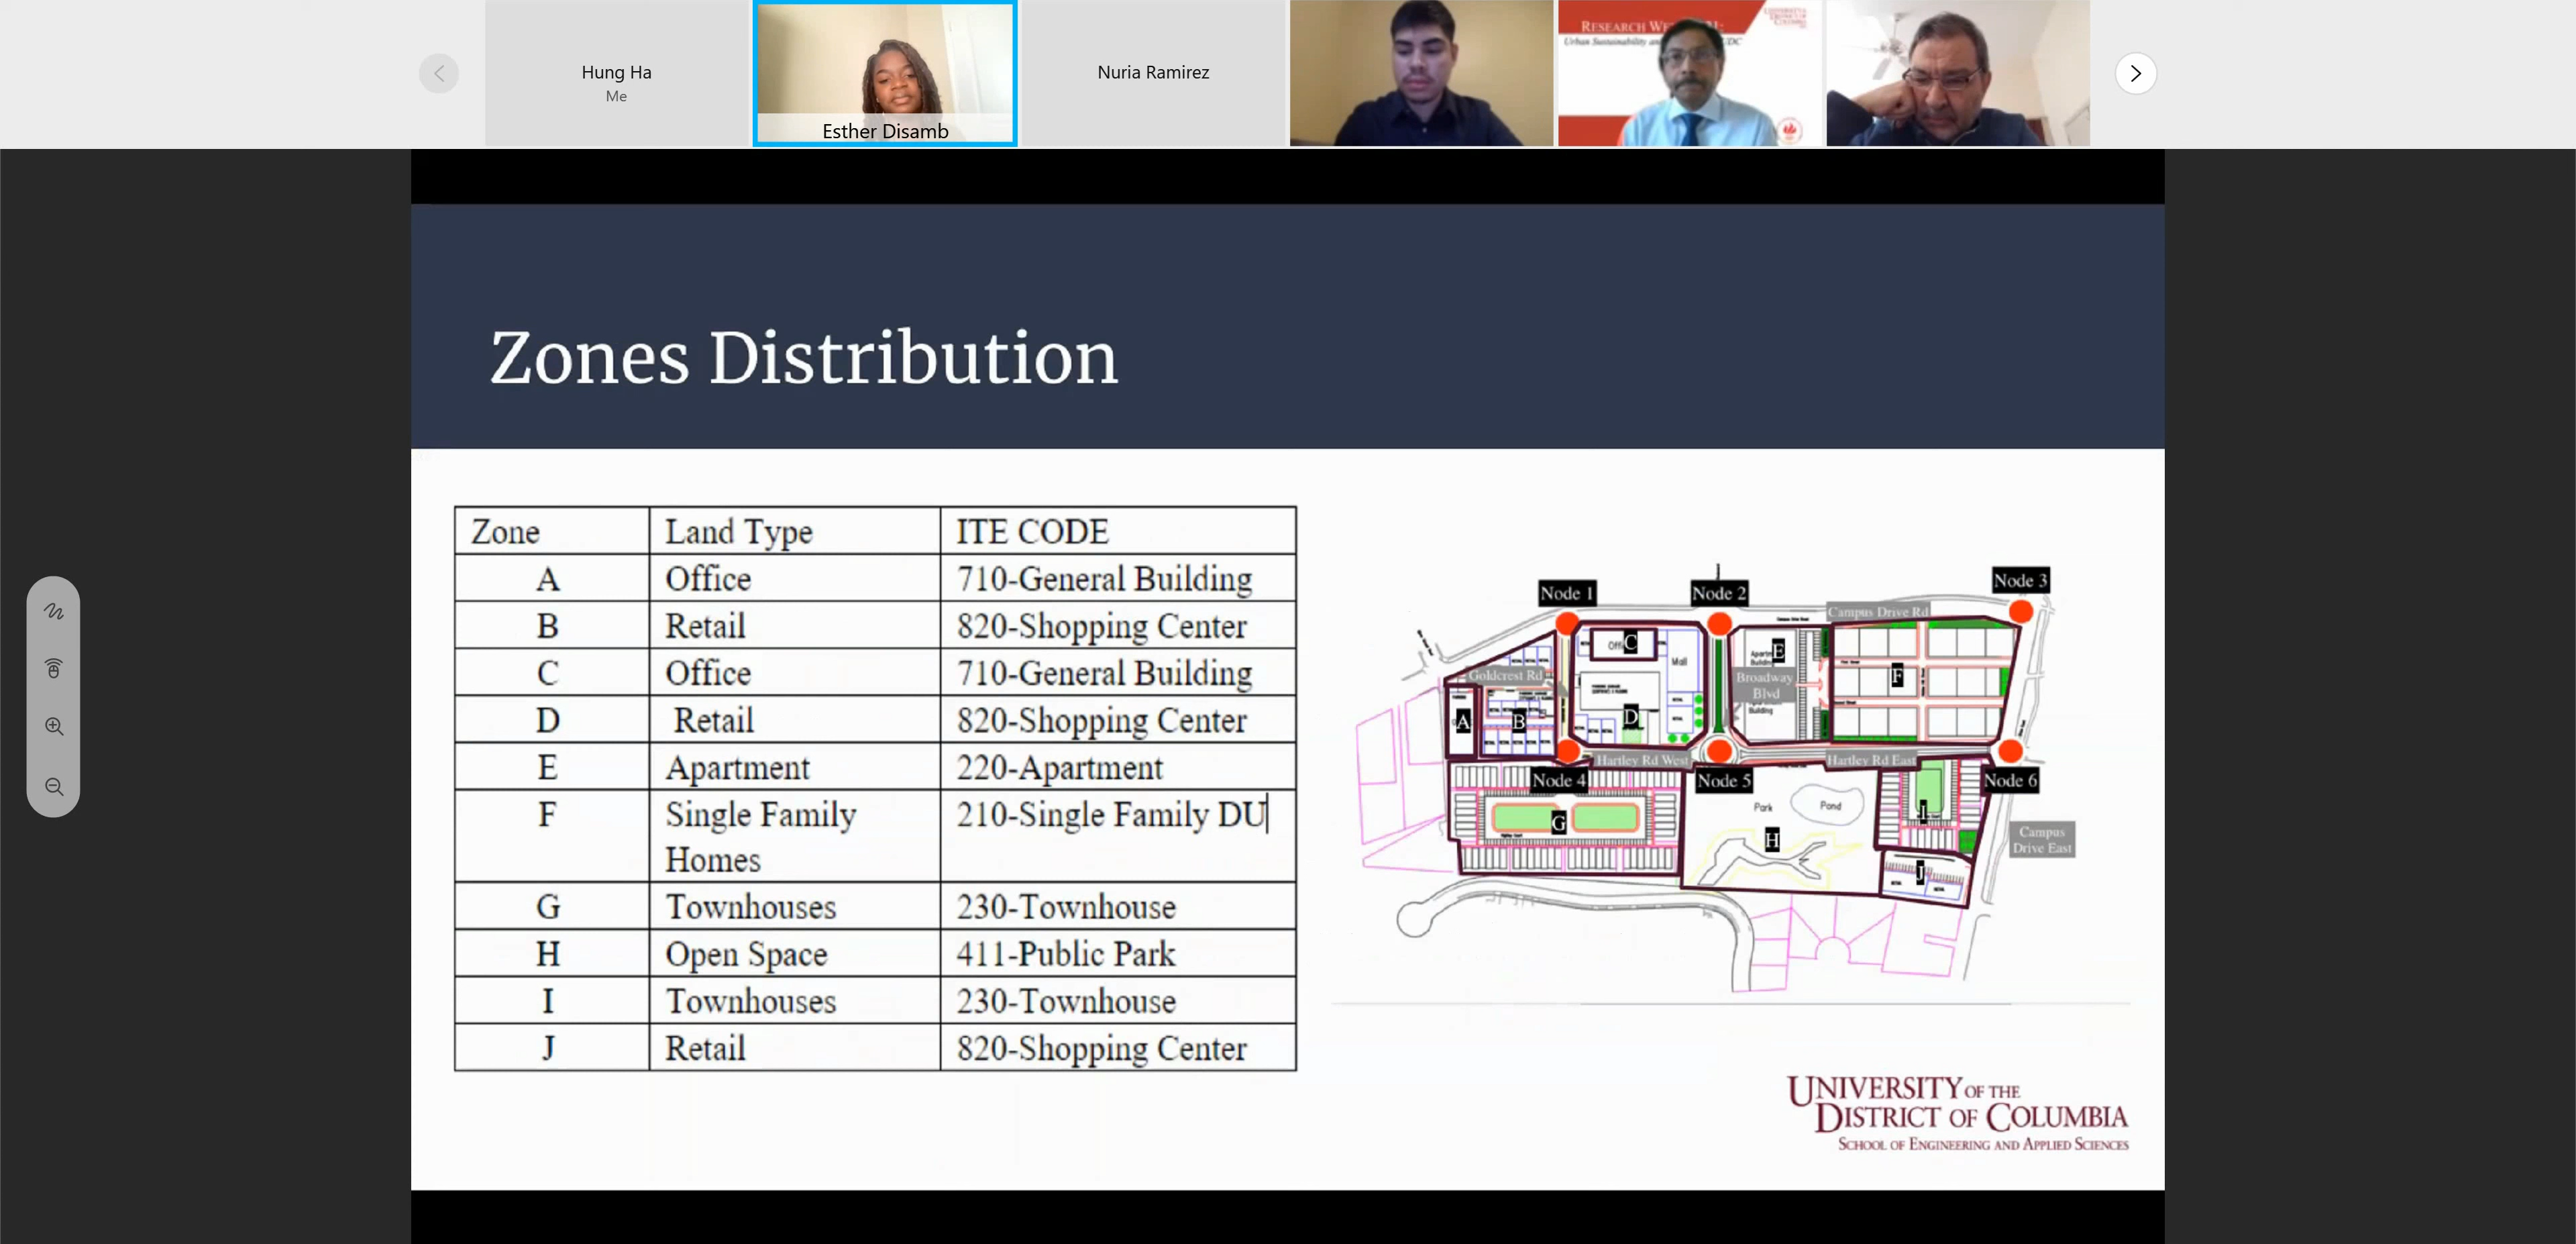 Hung Ha
Me
Esther Disamb
Nuria Ramirez
Urban Sustainability
Zones Distribution
Zone Land Type ITE CODE
A Office 710-General Building
B Retail 820-Shopping Center
C Office 710-General Building
D Retail 820-Shopping Center
E Apartment 220-Apartment
F Single Family Homes 210-Single Family DU
G Townhouses 230-Townhouse
H Open Space 411-Public Park
I Townhouses 230-Townhouse
J Retail 820-Shopping Center
Node 1
Node 2
Node 3
Campus Drive Rd
C
E
Mall
Goldcrest Rd
Broadway
Blvd
Building
F
A
B
D
Hartley Rd West
Hartley Rd East
Node 4
Node 5
Node 6
Park
Pond
G
H
J
Campus
Drive East
UNIVERSITY OF THE
DISTRICT OF COLUMBIA
SCHOOL OF ENGINEERING AND APPLIED SCIENCES